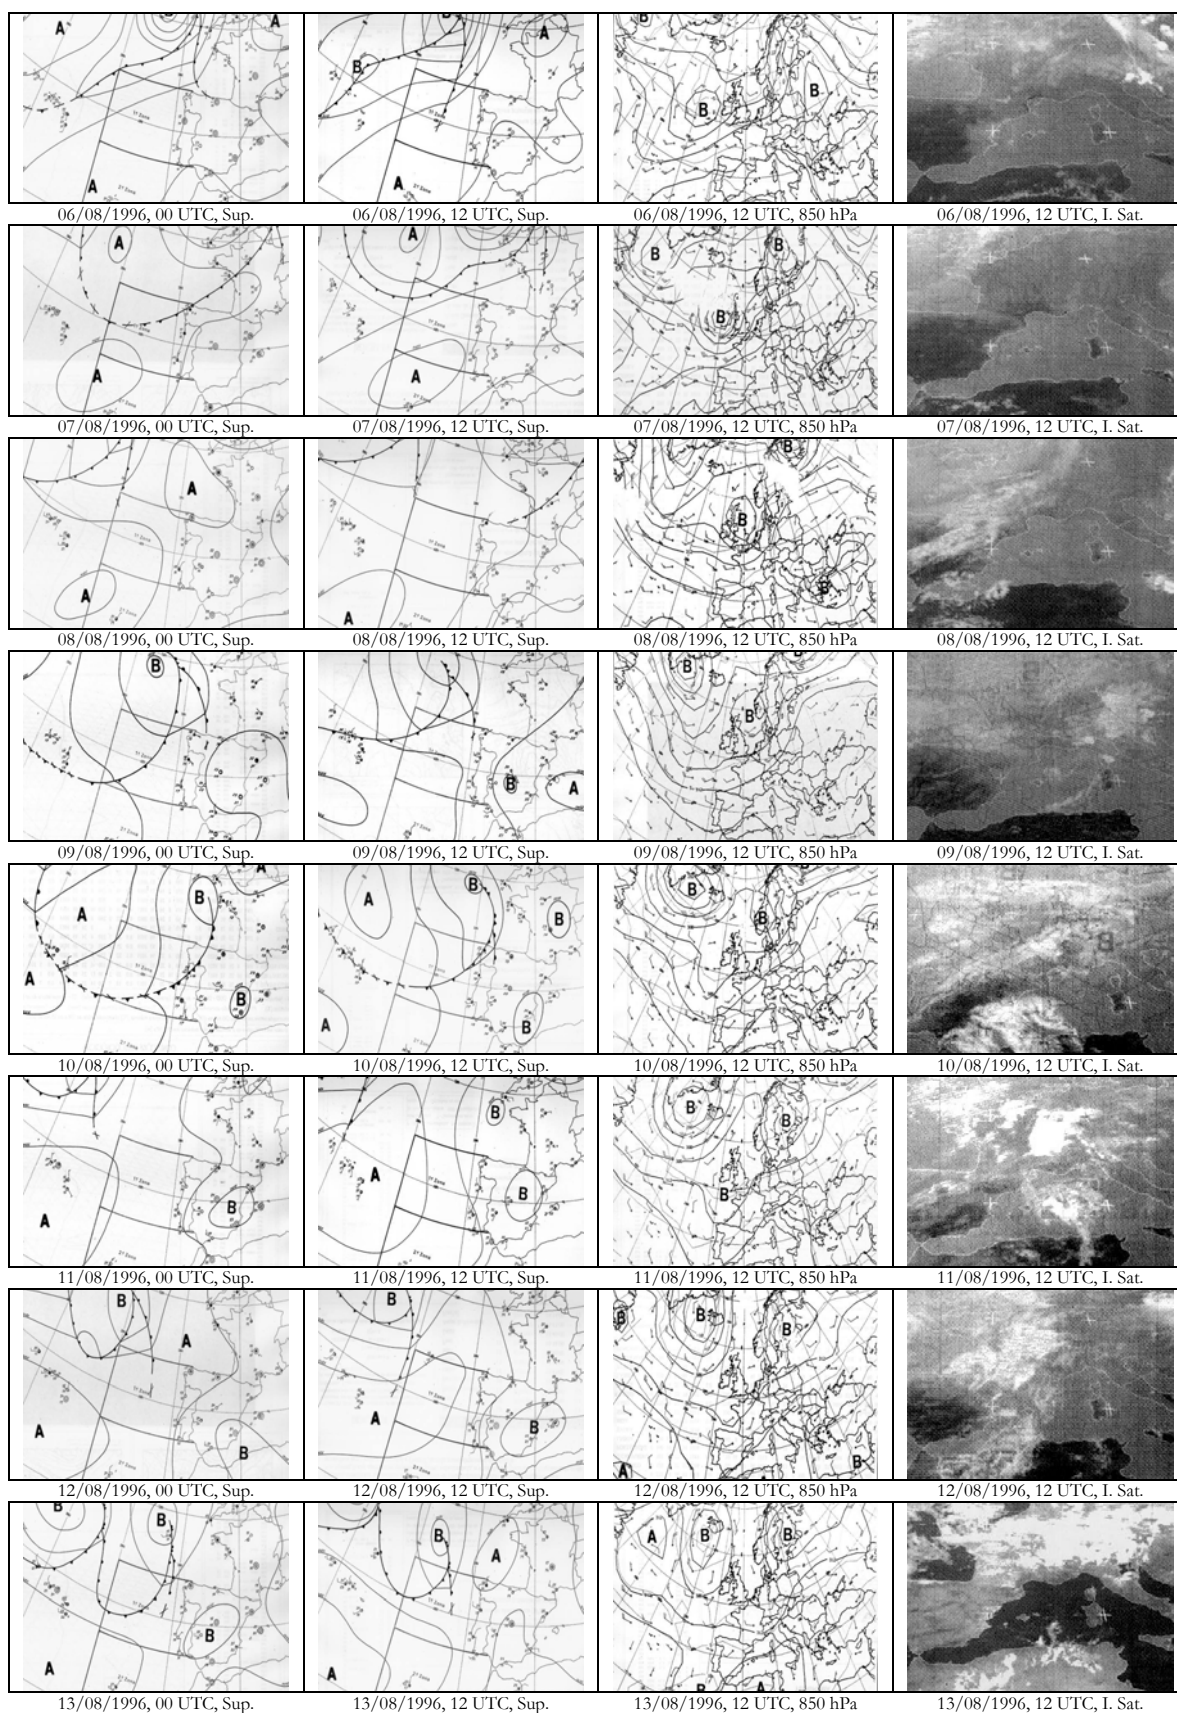 A
B
A
B
A
A
B
A
B
B
06/08/1996, 00 UTC, Sup.
06/08/1996, 12 UTC, Sup.
06/08/1996, 12 UTC, 850 hPa
06/08/1996, 12 UTC, I. Sat.
A
A
A
A
B
B
B
07/08/1996, 00 UTC, Sup.
07/08/1996, 12 UTC, Sup.
07/08/1996, 12 UTC, 850 hPa
07/08/1996, 12 UTC, I. Sat.
A
A
A
B
B
B
08/08/1996, 00 UTC, Sup.
08/08/1996, 12 UTC, Sup.
08/08/1996, 12 UTC, 850 hPa
08/08/1996, 12 UTC, I. Sat.
B
B
A
B
B
09/08/1996, 00 UTC, Sup.
09/08/1996, 12 UTC, Sup.
09/08/1996, 12 UTC, 850 hPa
09/08/1996, 12 UTC, I. Sat.
A
B
A
B
A
B
B
A
B
B
B
10/08/1996, 00 UTC, Sup.
10/08/1996, 12 UTC, Sup.
10/08/1996, 12 UTC, 850 hPa
10/08/1996, 12 UTC, I. Sat.
A
B
B
A
B
B
B
B
11/08/1996, 00 UTC, Sup.
11/08/1996, 12 UTC, Sup.
11/08/1996, 12 UTC, 850 hPa
11/08/1996, 12 UTC, I. Sat.
B
A
A
B
B
A
B
B
B
B
A
B
12/08/1996, 00 UTC, Sup.
12/08/1996, 12 UTC, Sup.
12/08/1996, 12 UTC, 850 hPa
12/08/1996, 12 UTC, I. Sat.
B
B
B
A
B
A
A
A
B
B
13/08/1996, 00 UTC, Sup.
13/08/1996, 12 UTC, Sup.
13/08/1996, 12 UTC, 850 hPa
13/08/1996, 12 UTC, I. Sat.